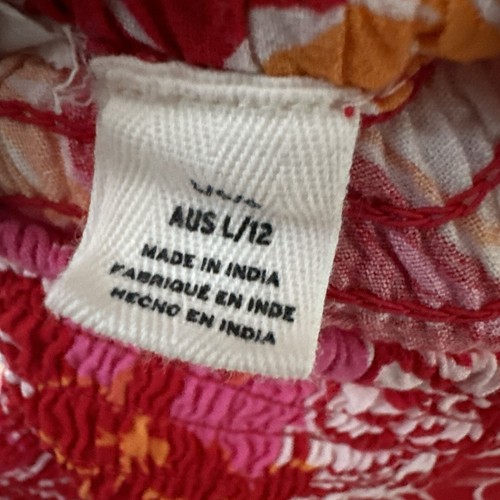 AUS L/12
MADE IN INDIA
FABRIQUÉ EN INDE
HECHO EN INDIA